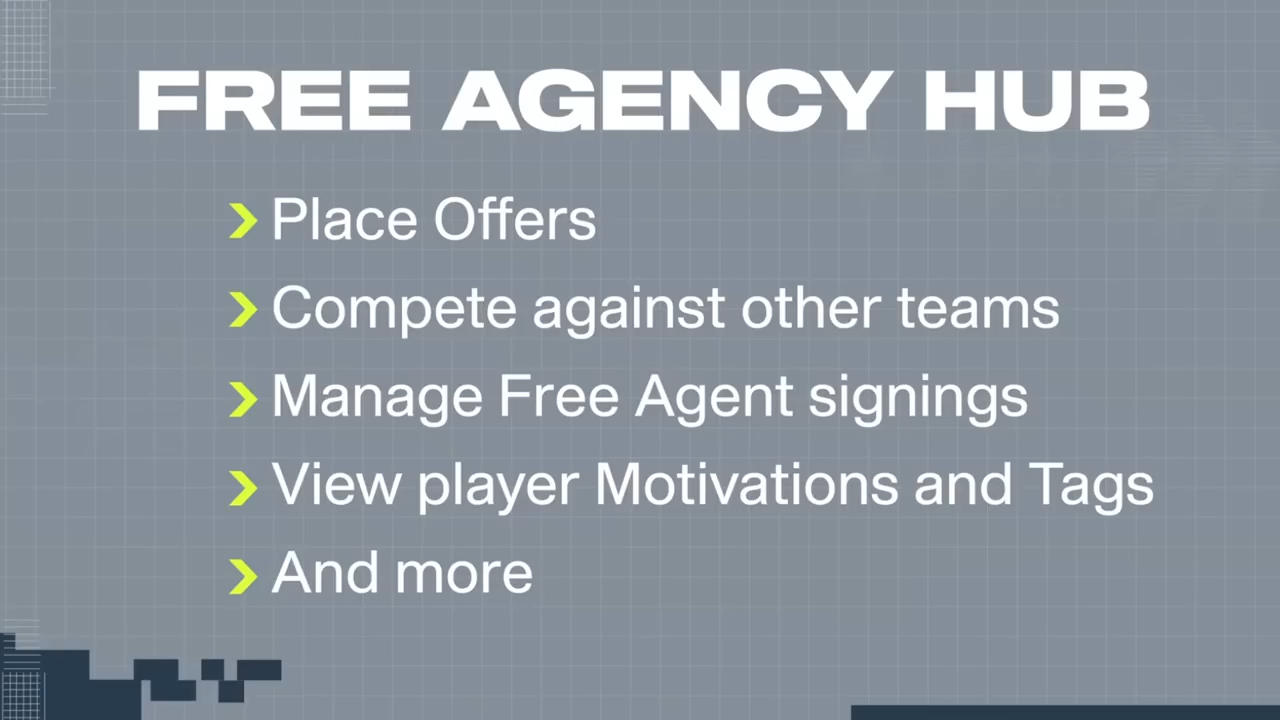 FREE AGENCY HUB
Place Offers
Compete against other teams
Manage Free Agent signings
View player Motivations and Tags
And more